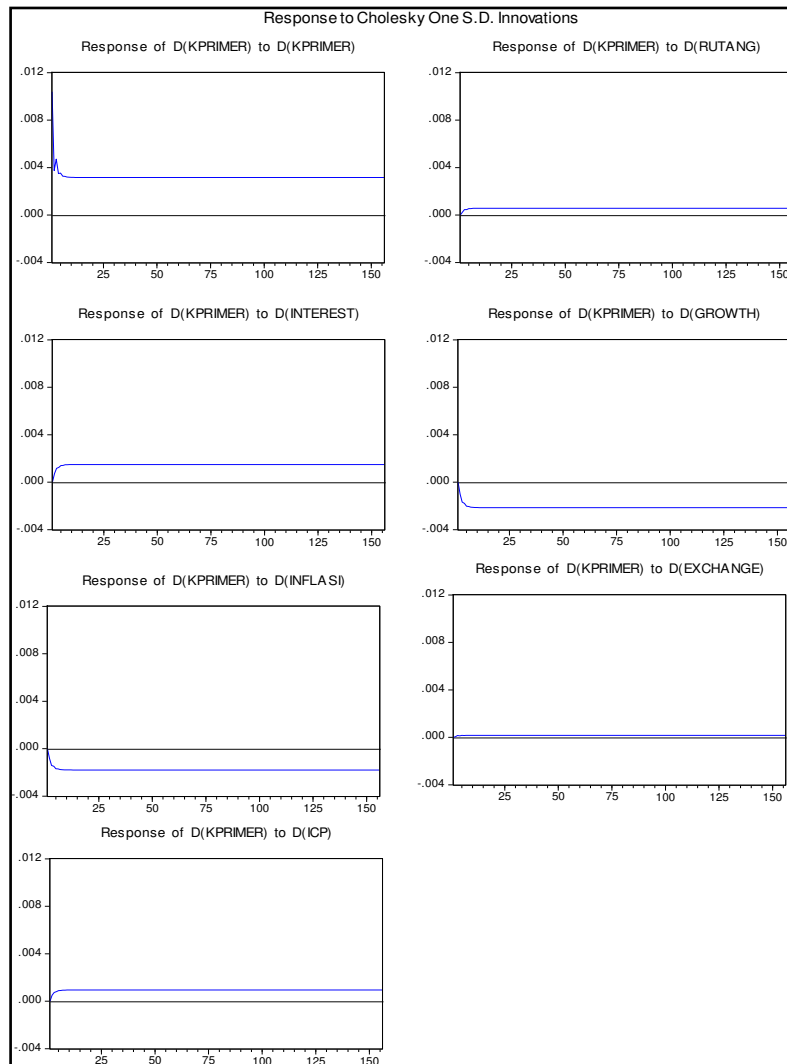 Response to Cholesky One S.D. Innovations
Response of D(KPRIMER) to D(KPRIMER)
.012
.008
.004
.000
-.004
25 50 75 100 125 150
Response of D(KPRIMER) to D(RUTANG)
.012
.008
.004
.000
-.004
25 50 75 100 125 150
Response of D(KPRIMER) to D(INTEREST)
.012
.008
.004
.000
-.004
25 50 75 100 125 150
Response of D(KPRIMER) to D(GROWTH)
.012
.008
.004
.000
-.004
25 50 75 100 125 150
Response of D(KPRIMER) to D(INFLASI)
.012
.008
.004
.000
-.004
25 50 75 100 125 150
Response of D(KPRIMER) to D(EXCHANGE)
.012
.008
.004
.000
-.004
25 50 75 100 125 150
Response of D(KPRIMER) to D(ICP)
.012
.008
.004
.000
-.004
25 50 75 100 125 150